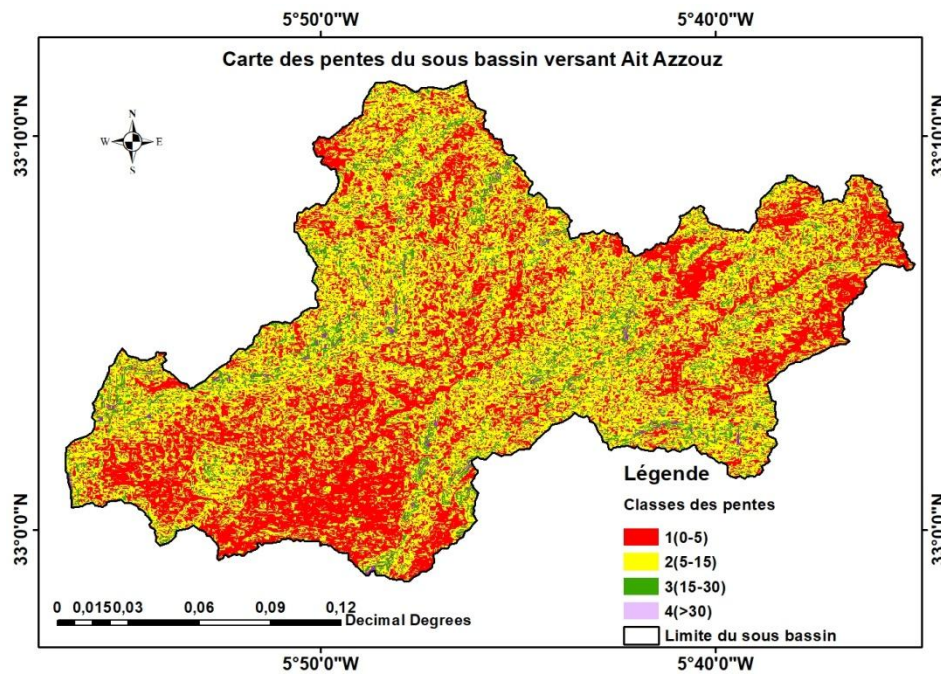 5°50'0"W 5°40'0"W
Carte des pentes du sous bassin versant Ait Azzouz
33°10'0"N 33°10'0"N
N
W E
S
Légende
Classes des pentes
33°0'0"N 33°0'0"N
1(0-5)
2(5-15)
3(15-30)
4(>30)
Limite du sous bassin
0 0,0150,03 0,06 0,09 0,12
Decimal Degrees
5°50'0"W 5°40'0"W